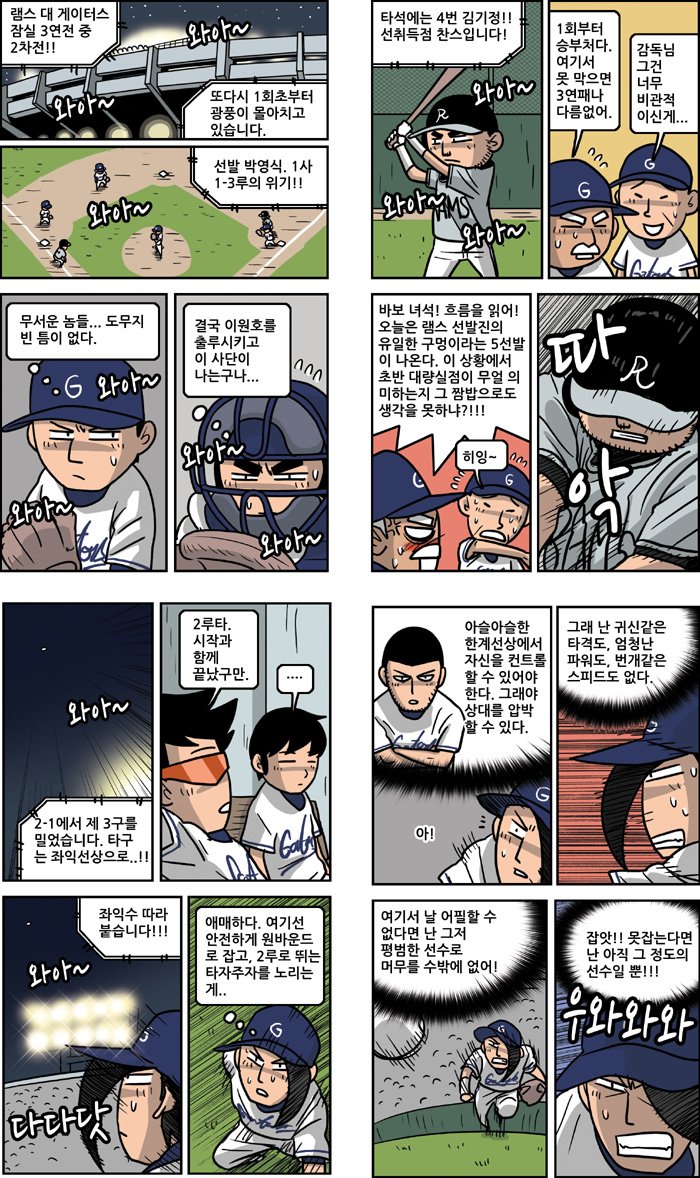 램스 대 게이터스
잠실 3연전 중
2차전!!
와아~
와아~
또다시 1회초부터
광풍이 몰아치고
있습니다.
선발 박영식. 1사
1-3루의 위기!!
와아~
타석에는 4번 김기정!!
선취득점 찬스입니다!
R
RAMS
와아~
와아~
1회부터
승부처다.
여기서
못 막으면
3연패나
다름없어.
감독님
그건
너무
비관적
이신게...
G
G
무서운 놈들... 도무지
빈 틈이 없다.
G
와아~
와아~
결국 이원호를
출루시키고
이 사단이
나는구나...
와아~
와아~
바보 녀석! 흐름을 읽어!
오늘은 램스 선발진의
유일한 구멍이라는 5선발
이 나온다. 이 상황에서
초반 대량실점이 무얼 의
미하는지 그 짬밥으로도
생각을 못하냐?!!!
히잉~
G
G
따
악
R
와아~
2-1에서 제 3구를
밀었습니다. 타구
는 좌익선상으로..!!
2루타.
시작과
함께
끝났구만.
....
아슬아슬한
한계선상에서
자신을 컨트롤
할 수 있어야
한다. 그래야
상대를 압박
할 수 있다.
아!
G
그래 난 귀신같은
타격도, 엄청난
파워도, 번개같은
스피드도 없다.
G
좌익수 따라
붙습니다!!!
와아~
G
다다닷
애매하다. 여기선
안전하게 원바운드
로 잡고, 2루로 뛰는
타자주자를 노리는
게..
G
여기서 날 어필할 수
없다면 난 그저
평범한 선수로
머무를 수밖에 없어!
G
잡앗!! 못잡는다면
난 아직 그 정도의
선수일 뿐!!!
우와와와